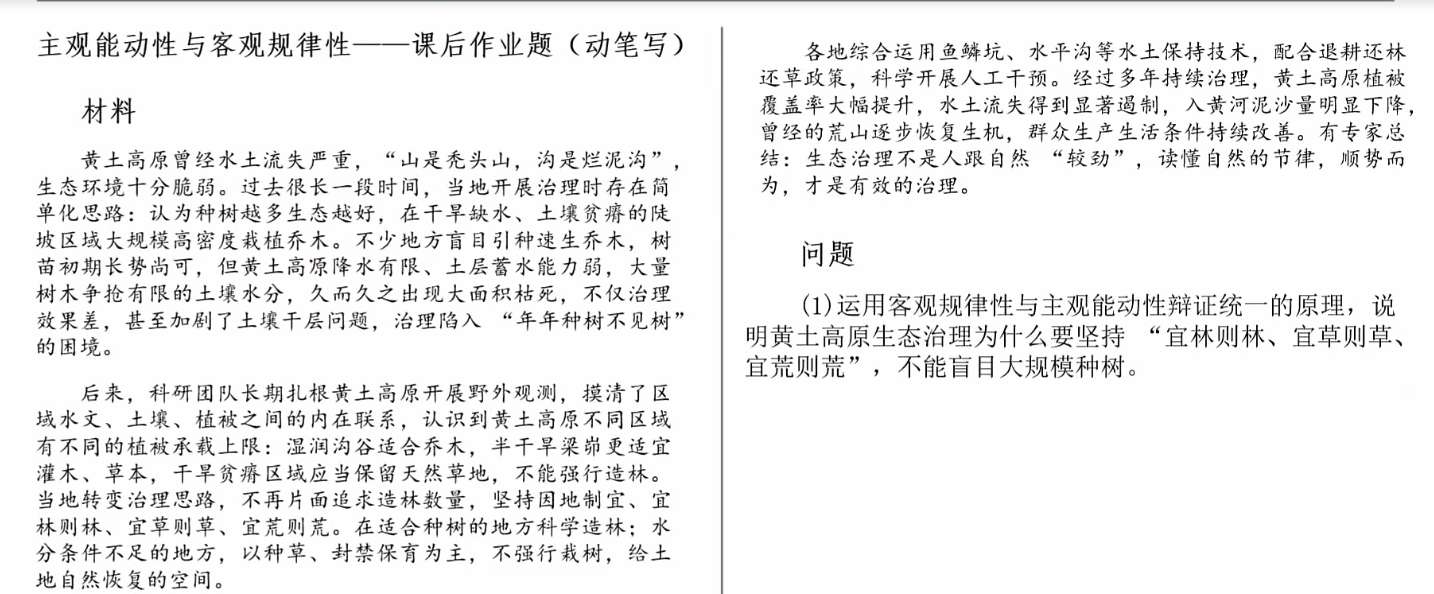 主观能动性与客观规律性——课后作业题（动笔写）
材料
黄土高原曾经水土流失严重，“山是秃头山，沟是烂泥沟”，
生态环境十分脆弱。过去很长一段时间，当地开展治理时存在简
单化思路：认为种树越多生态越好，在干旱缺水、土壤贫瘠的陡
坡区域大规模高密度栽植乔木。不少地方盲目引种速生乔木，树
苗初期长势尚可，但黄土高原降水有限、土层蓄水能力弱，大量
树木争抢有限的土壤水分，久而久之出现大面积枯死，不仅治理
效果差，甚至加剧了土壤干层问题，治理陷入 “年年种树不见树”
的困境。
后来，科研团队长期扎根黄土高原开展野外观测，摸清了区
域水文、土壤、植被之间的内在联系，认识到黄土高原不同区域
有不同的植被承载上限：湿润沟谷适合乔木，半干旱梁峁更适宜
灌木、草本，干旱贫瘠区域应当保留天然草地，不能强行造林。
当地转变治理思路，不再片面追求造林数量，坚持因地制宜、宜
林则林、宜草则草、宜荒则荒。在适合种树的地方科学造林；水
分条件不足的地方，以种草、封禁保育为主，不强行栽树，给土
地自然恢复的空间。
各地综合运用鱼鳞坑、水平沟等水土保持技术，配合退耕还林
还草政策，科学开展人工干预。经过多年持续治理，黄土高原植被
覆盖率大幅提升，水土流失得到显著遏制，入黄河泥沙量明显下降，
曾经的荒山逐步恢复生机，群众生产生活条件持续改善。有专家总
结：生态治理不是人跟自然 “较劲”，读懂自然的节律，顺势而
为，才是有效的治理。
问题
(1)运用客观规律性与主观能动性辩证统一的原理，说
明黄土高原生态治理为什么要坚持 “宜林则林、宜草则草、
宜荒则荒”，不能盲目大规模种树。